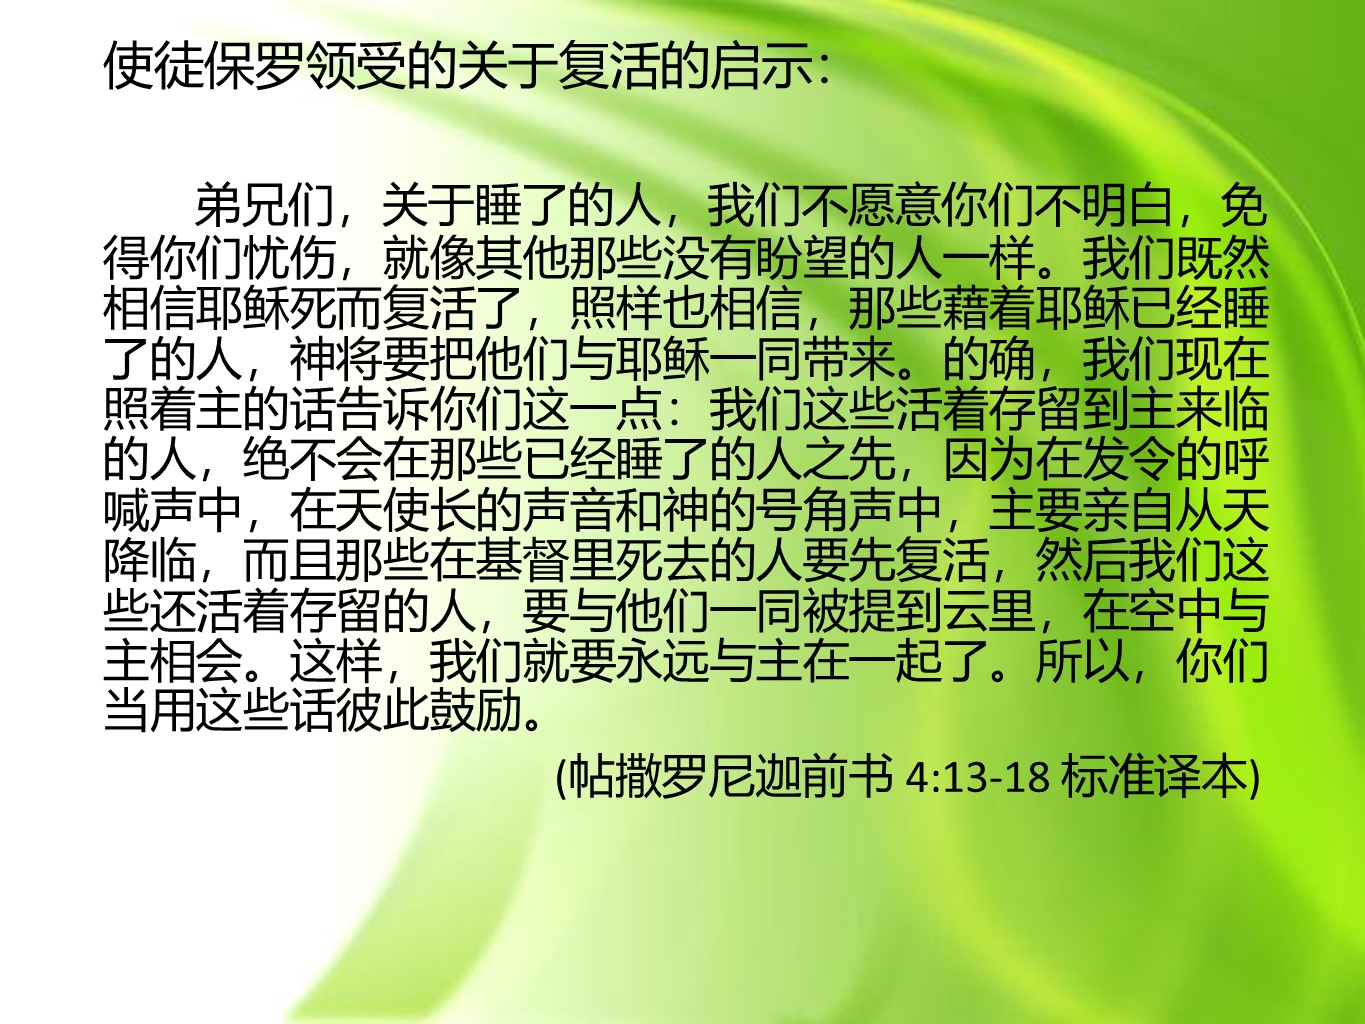 使徒保罗领受的关于复活的启示：
弟兄们，关于睡了的人，我们不愿意你们不明白，免
得你们忧伤，就像其他那些没有盼望的人一样。我们既然
相信耶稣死而复活了，照样也相信，那些藉着耶稣已经睡
了的人，神将要把他们与耶稣一同带来。的确，我们现在
照着主的话告诉你们这一点：我们这些活着存留到主来临
的人，绝不会在那些已经睡了的人之先，因为在发令的呼
喊声中，在天使长的声音和神的号角声中，主要亲自从天
降临，而且那些在基督里死去的人要先复活，然后我们这
些还活着存留的人，要与他们一同被提到云里，在空中与
主相会。这样，我们就要永远与主在一起了。所以，你们
当用这些话彼此鼓励。
(帖撒罗尼迦前书 4:13-18 标准译本)